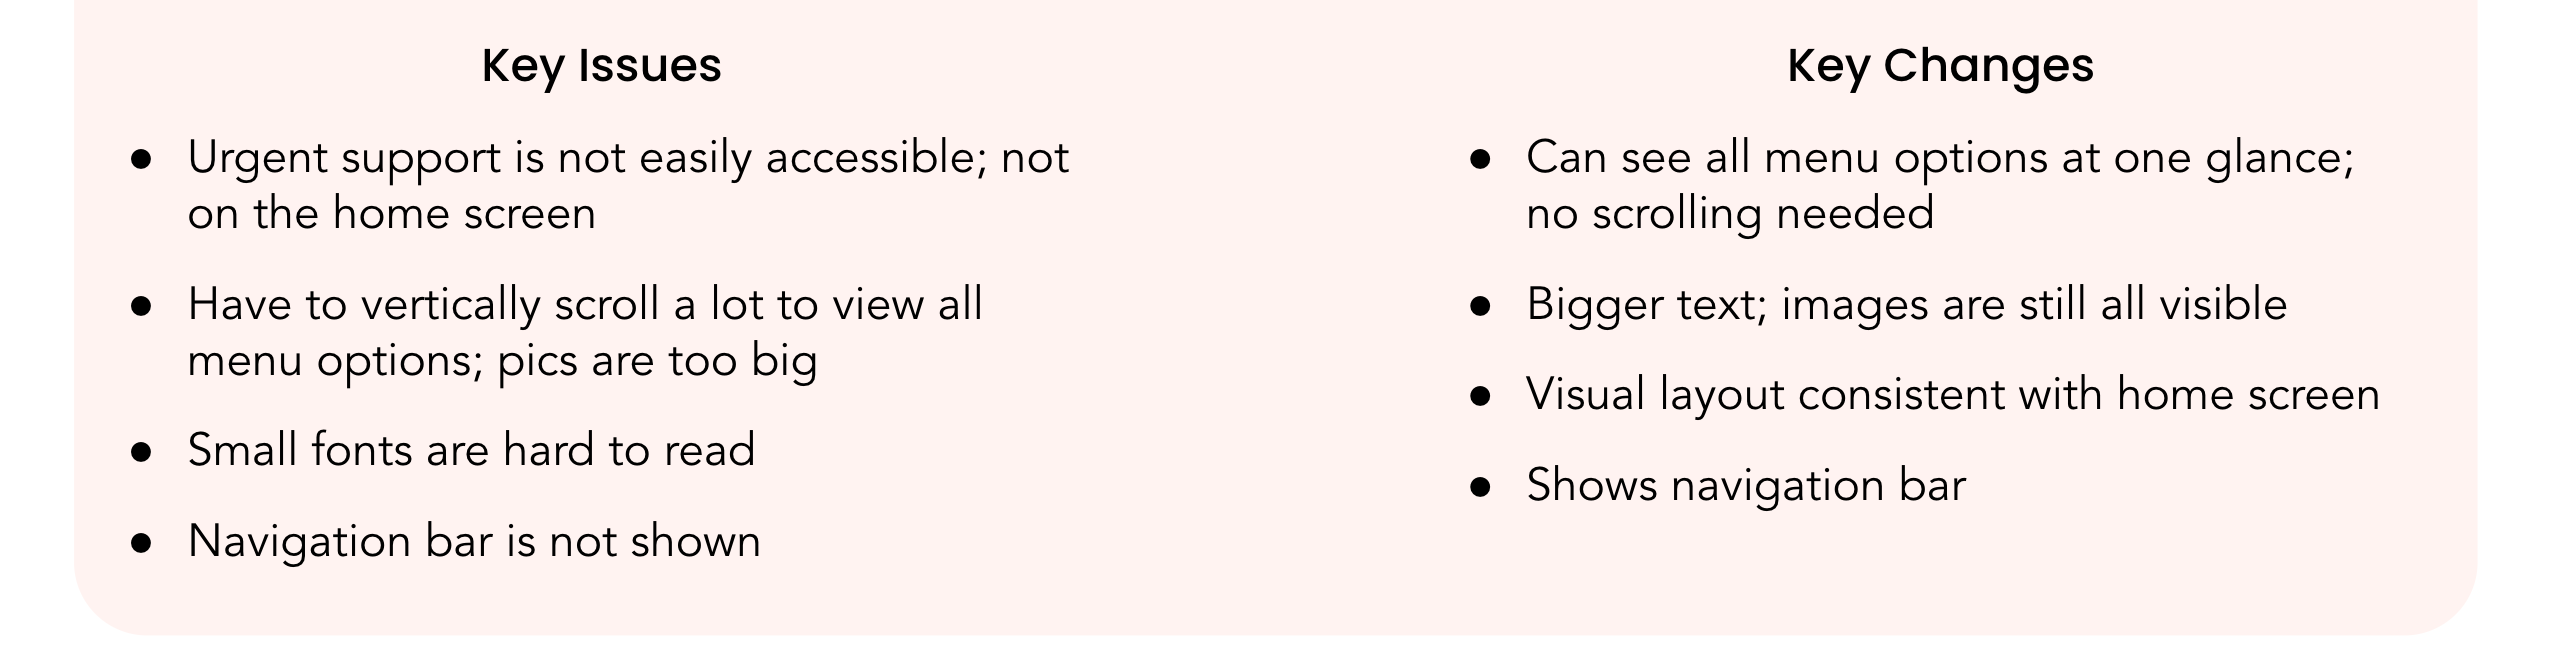 Key Issues
● Urgent support is not easily accessible; not
on the home screen
● Have to vertically scroll a lot to view all
menu options; pics are too big
● Small fonts are hard to read
● Navigation bar is not shown
Key Changes
● Can see all menu options at one glance;
no scrolling needed
● Bigger text; images are still all visible
● Visual layout consistent with home screen
● Shows navigation bar